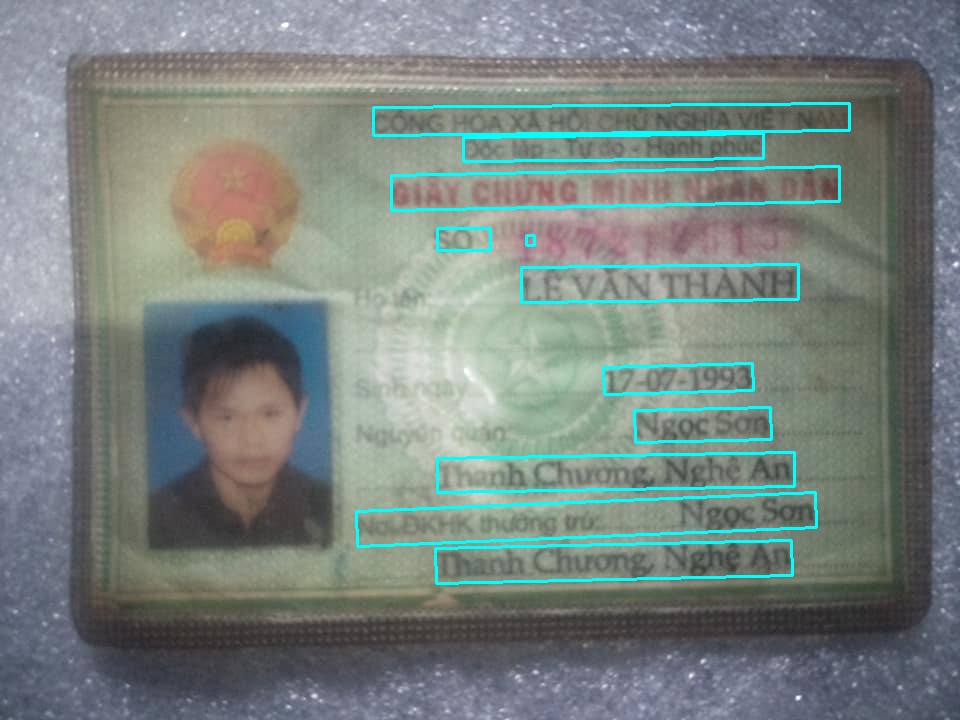 CỘNG HÒA XÃ HỘI CHỦ NGHĨA VIỆT NAM
Độc lập - Tự do - Hạnh phúc
GIẤY CHỨNG MINH NHÂN DÂN
SỐ
Họ tên: LÊ VĂN THÀNH
Sinh ngày 17-07-1993
Nguyên quán: Ngọc Sơn
Thanh Chương, Nghệ An
Nơi ĐKHK thường trú: Ngọc Sơn
Thanh Chương, Nghệ An